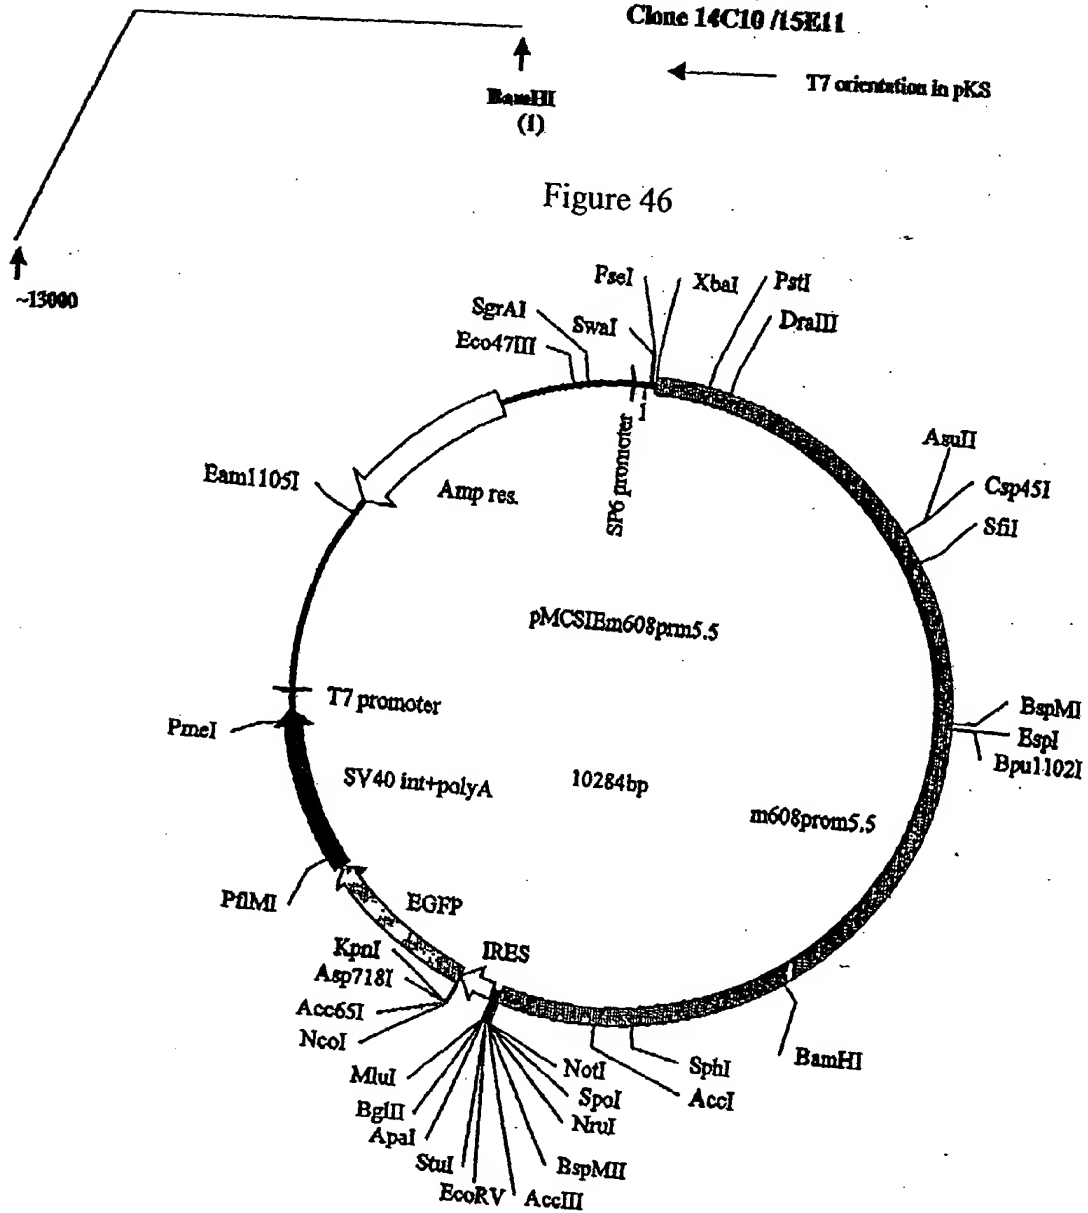 Clone 14C10 /15E11
T7 orientation in pKS
BamHI
(1)
Figure 46
~13000
FseI
XbaI
PstI
SgrAI
SwaI
DraIII
Eco47III
1
AsuII
Csp45I
SfiI
Eam1105I
Amp res.
SP6 promoter
pMCSIEm608prm5.5
BspMI
EspI
Bpu1102I
T7 promoter
PmeI
SV40 int+polyA
10284bp
m608prom5.5
PflMI
EGFP
KpnI
IRES
Asp718I
Acc65I
NcoI
BamHI
SphI
AccI
NotI
SpoI
NruI
MluI
BglII
ApaI
StuI
BspMII
EcoRV
AccIII